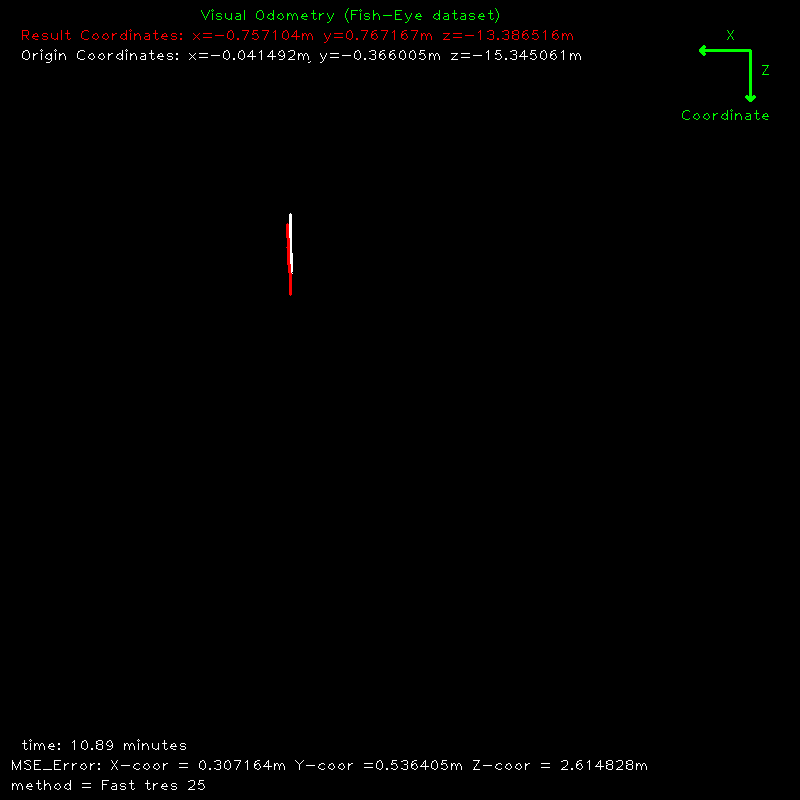 Visual Odometry (Fish-Eye dataset)
Result Coordinates: x=-0.757104m y=0.767167m z=-13.386516m
Origin Coordinates: x=-0.041492m y=-0.366005m z=-15.345061m
X
Z
Coordinate
time: 10.89 minutes
MSE_Error: X-coor = 0.307164m Y-coor =0.536405m Z-coor = 2.614828m
method = Fast tres 25